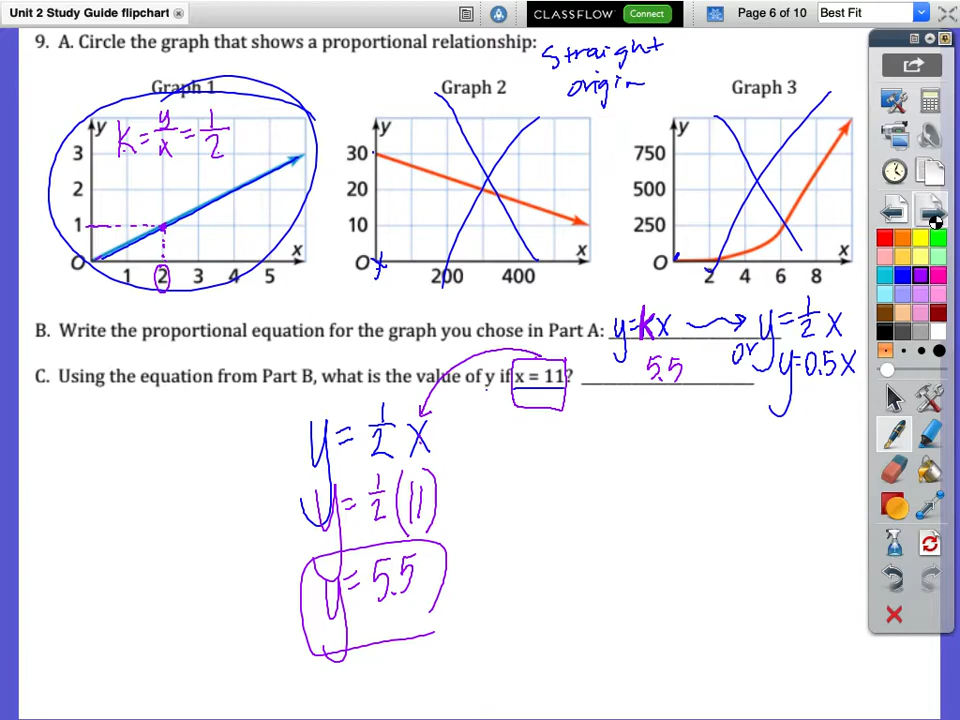 Unit 2 Study Guide flipchart
CLASSFLOW Connect
Page 6 of 10
Best Fit
9. A. Circle the graph that shows a proportional relationship:
straight
origin
Graph 1
Graph 2
Graph 3
y
3
2
1
O
1 2 3 4 5
x
k = y/x = 1/2
y
30
20
10
O
200 400
x
y
750
500
250
O
2 4 6 8
x
B. Write the proportional equation for the graph you chose in Part A:
y=kx → y=1/2 x
or y=0.5x
C. Using the equation from Part B, what is the value of y if x = 11?
5.5
y = 1/2 x
y = 1/2 (11)
y = 5.5